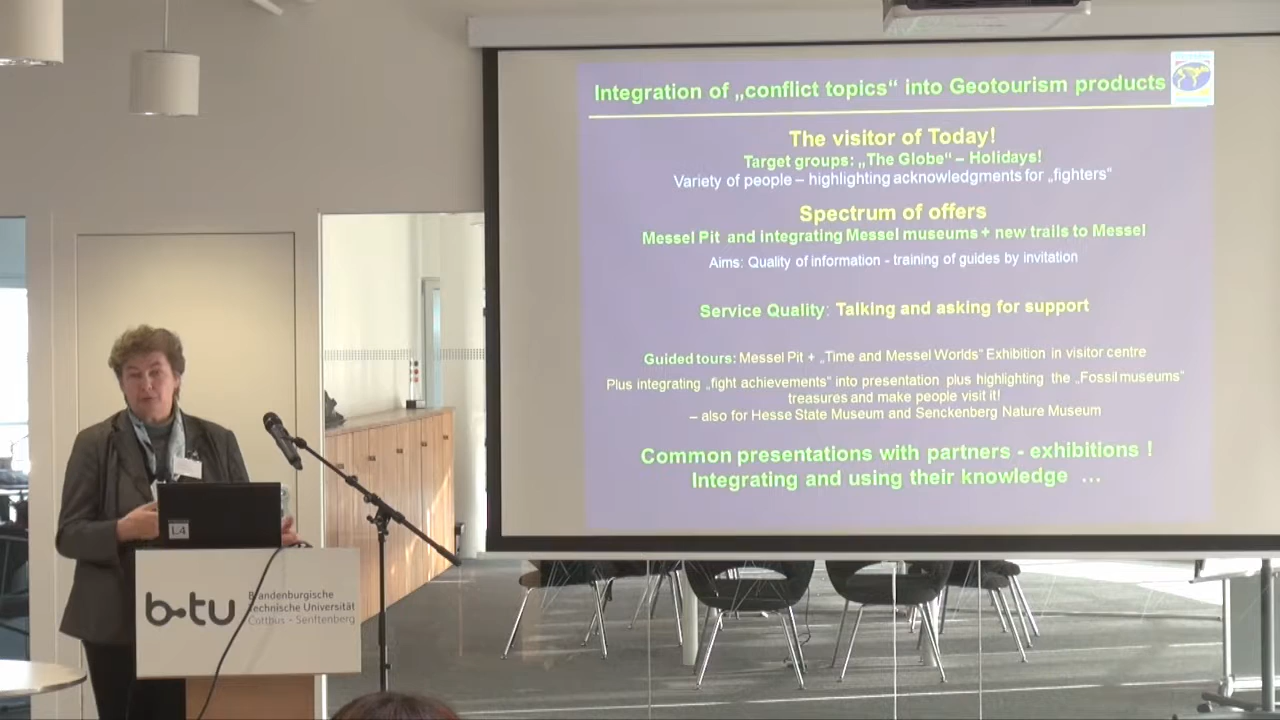 Integration of „conflict topics“ into Geotourism products
The visitor of Today!
Target groups: „The Globe“ – Holidays!
Variety of people – highlighting acknowledgments for „fighters“
Spectrum of offers
Messel Pit and integrating Messel museums + new trails to Messel
Aims: Quality of information - training of guides by invitation
Service Quality: Talking and asking for support
Guided tours: Messel Pit + „Time and Messel Worlds“ Exhibition in visitor centre
Plus integrating „fight achievements“ into presentation plus highlighting the „Fossil museums“
treasures and make people visit it!
– also for Hesse State Museum and Senckenberg Nature Museum
Common presentations with partners - exhibitions !
Integrating and using their knowledge …
L4
b-tu
Brandenburgische
Technische Universität
Cottbus - Senftenberg